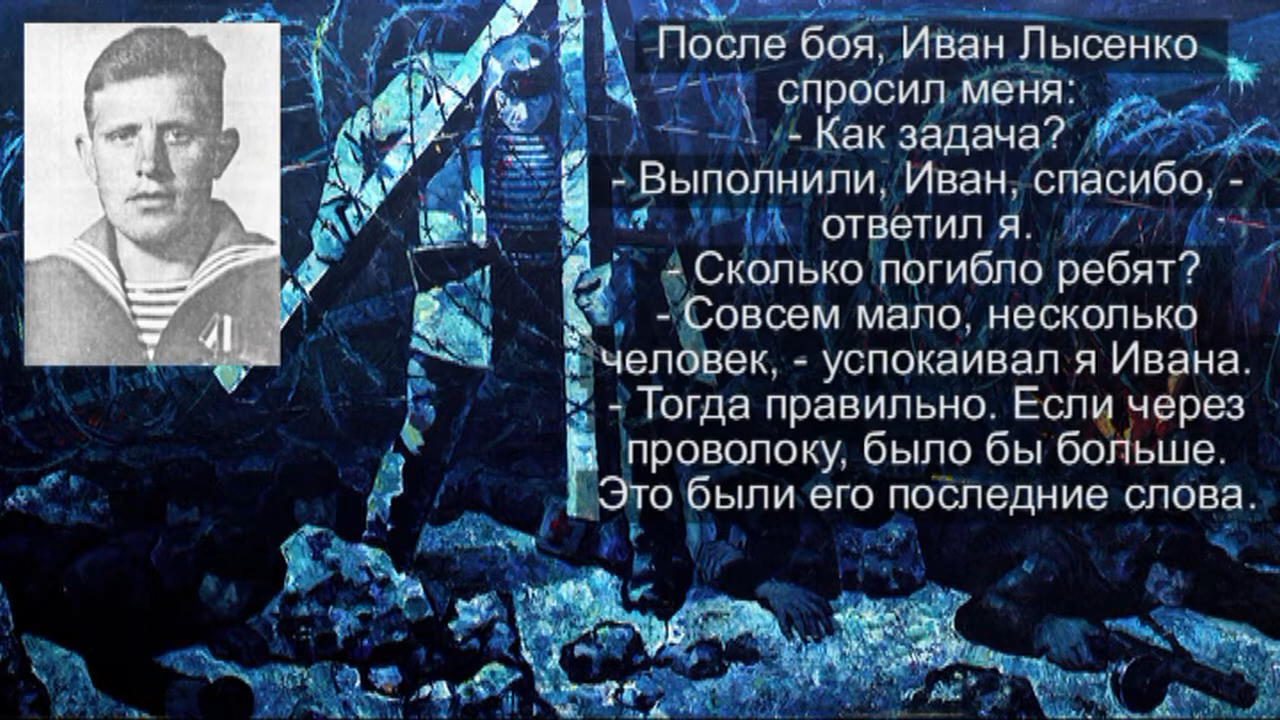 После боя, Иван Лысенко
спросил меня:
- Как задача?
- Выполнили, Иван, спасибо, -
ответил я.
- Сколько погибло ребят?
- Совсем мало, несколько
человек, - успокаивал я Ивана.
- Тогда правильно. Если через
проволоку, было бы больше.
Это были его последние слова.